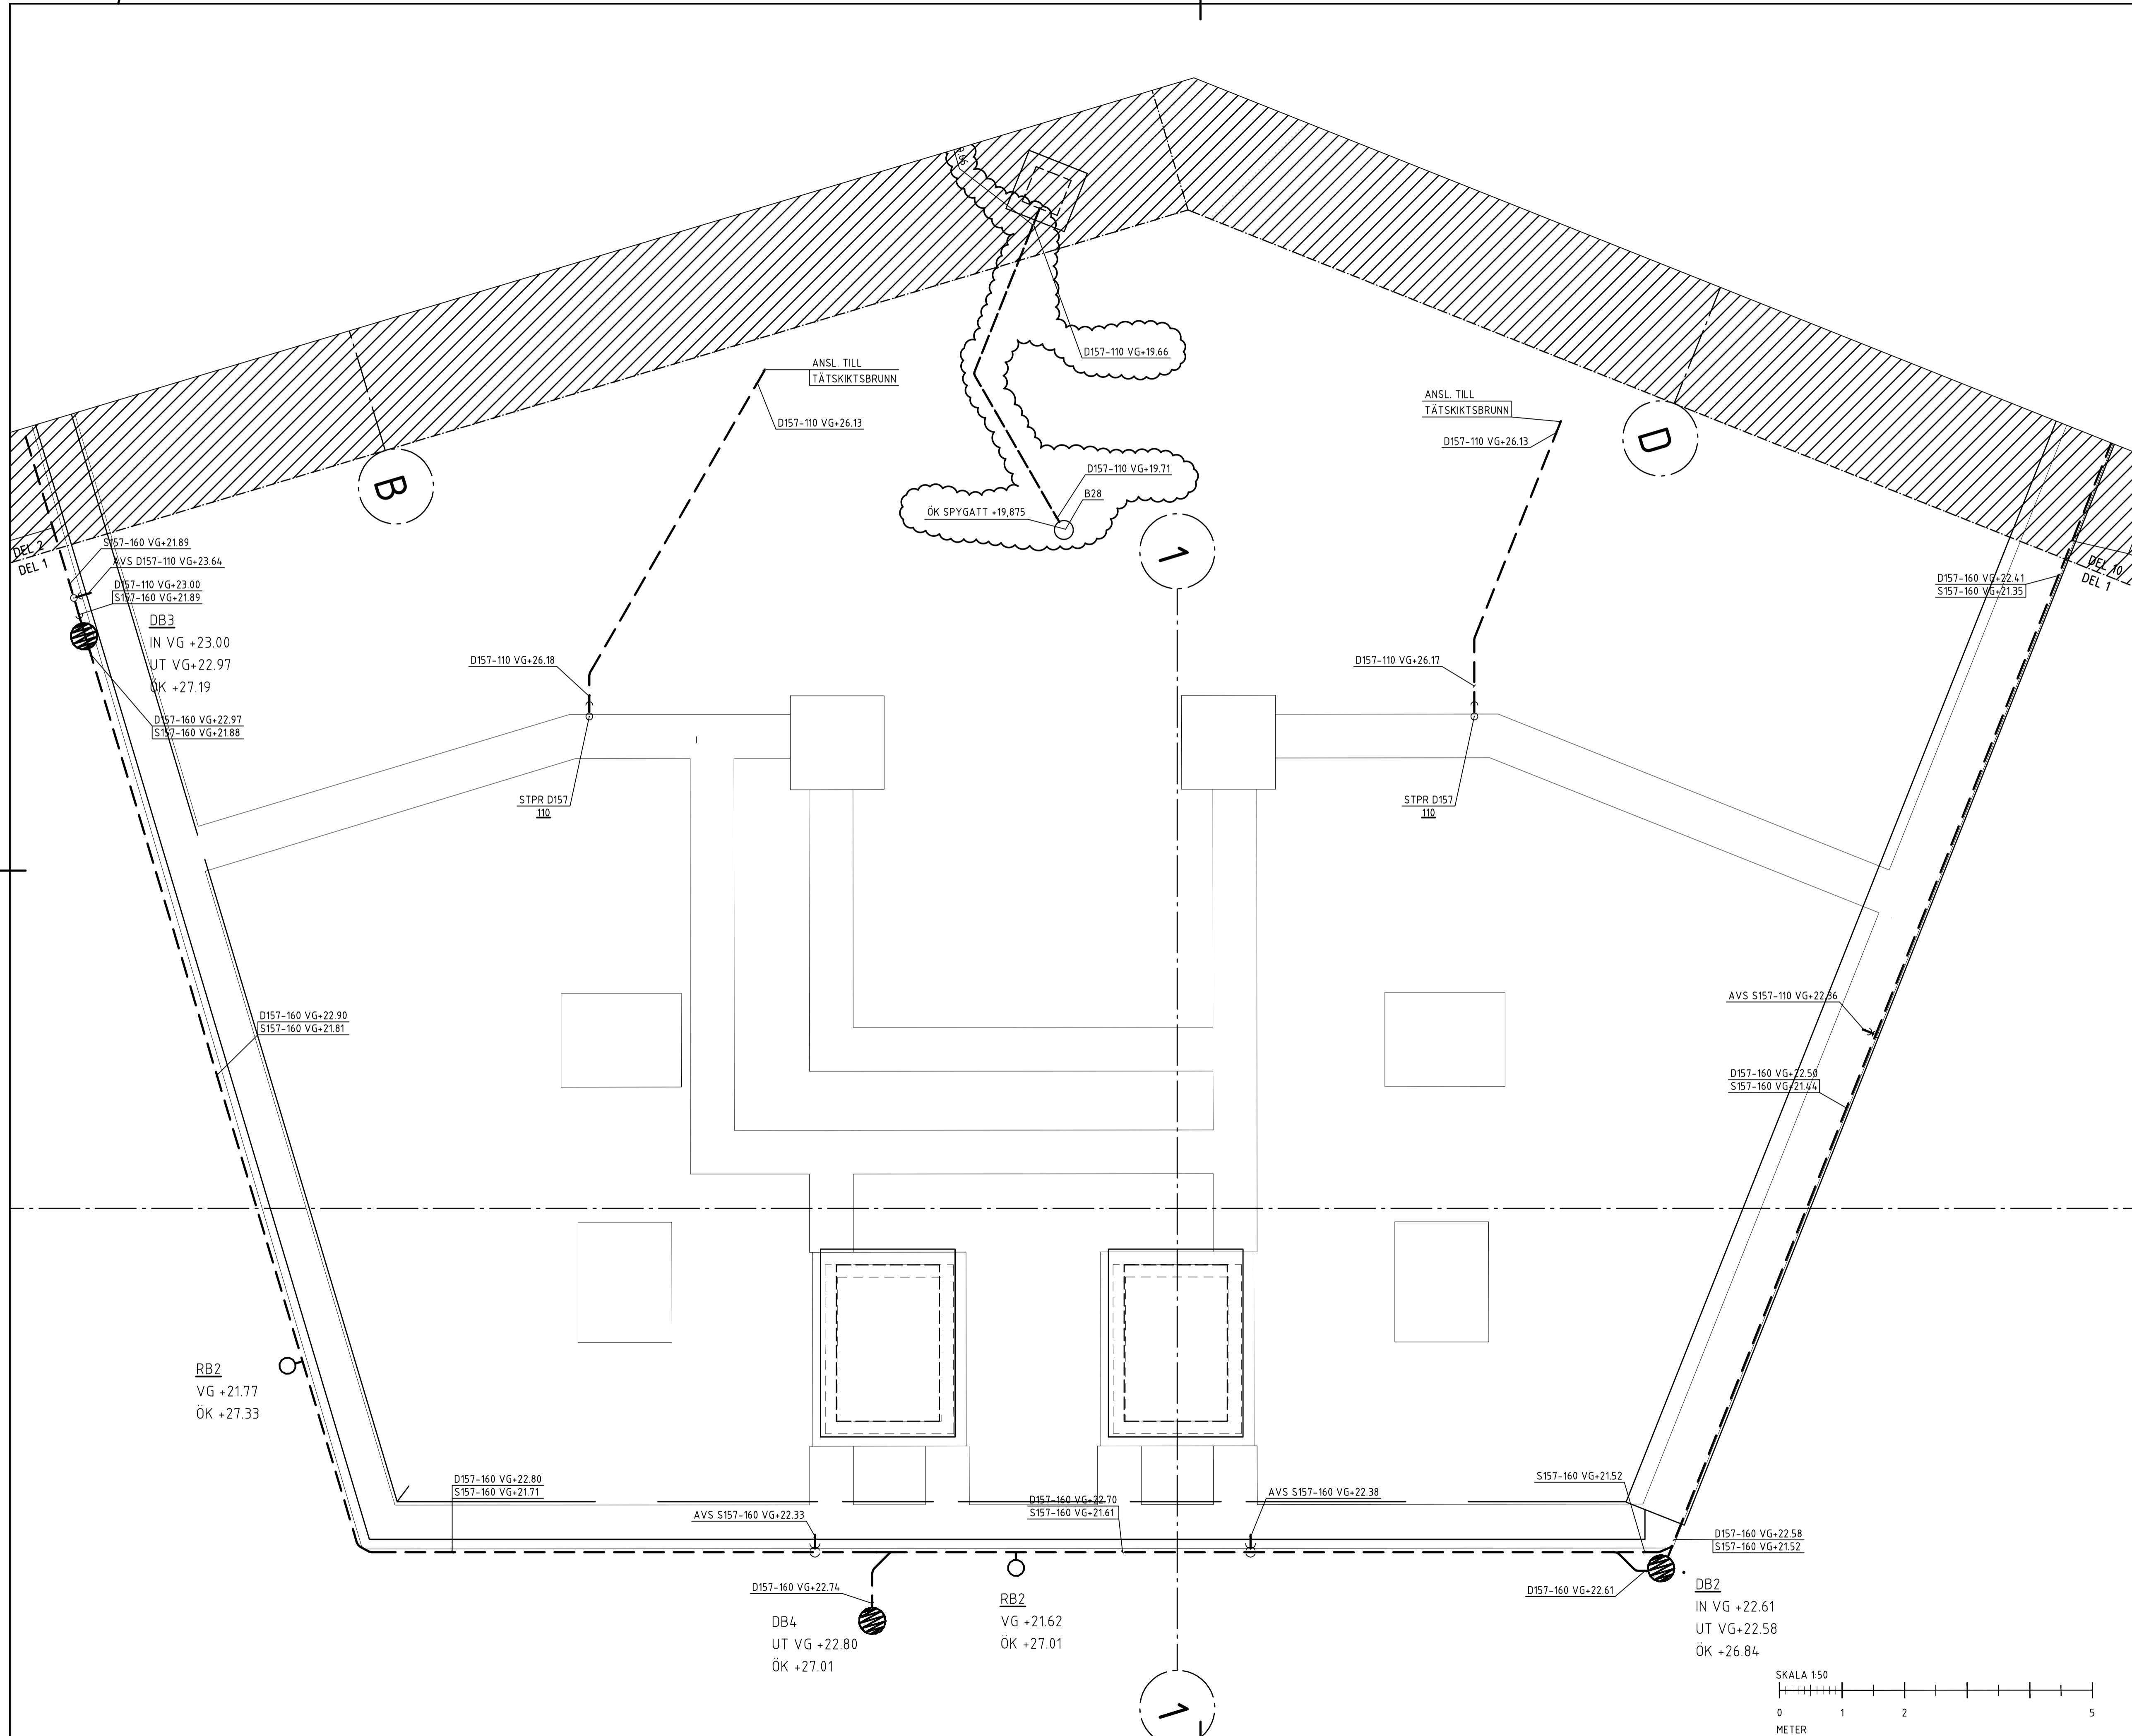 D157-110 VG+19.66
ANSL. TILL
TÄTSKIKTSBRUNN
D157-110 VG+26.13
ANSL. TILL
TÄTSKIKTSBRUNN
D157-110 VG+26.13
B
D
D157-110 VG+19.71
B28
ÖK SPYGATT +19,875
1
DEL 2
DEL 1
S157-160 VG+21.89
AVS D157-110 VG+23.64
D157-110 VG+23.00
S157-160 VG+21.89
DB3
IN VG +23.00
UT VG+22.97
ÖK +27.19
D157-160 VG+22.97
S157-160 VG+21.88
DEL 10
DEL 1
D157-160 VG+22.41
S157-160 VG+21.35
D157-110 VG+26.18
D157-110 VG+26.17
STPR D157
110
STPR D157
110
D157-160 VG+22.90
S157-160 VG+21.81
AVS S157-110 VG+22.36
D157-160 VG+22.50
S157-160 VG+21.44
RB2
VG +21.77
ÖK +27.33
D157-160 VG+22.80
S157-160 VG+21.71
AVS S157-160 VG+22.33
D157-160 VG+22.70
S157-160 VG+21.61
AVS S157-160 VG+22.38
S157-160 VG+21.52
D157-160 VG+22.58
S157-160 VG+21.52
D157-160 VG+22.74
DB4
UT VG +22.80
ÖK +27.01
RB2
VG +21.62
ÖK +27.01
D157-160 VG+22.61
DB2
IN VG +22.61
UT VG+22.58
ÖK +26.84
1
SKALA 1:50
0 1 2 5
METER